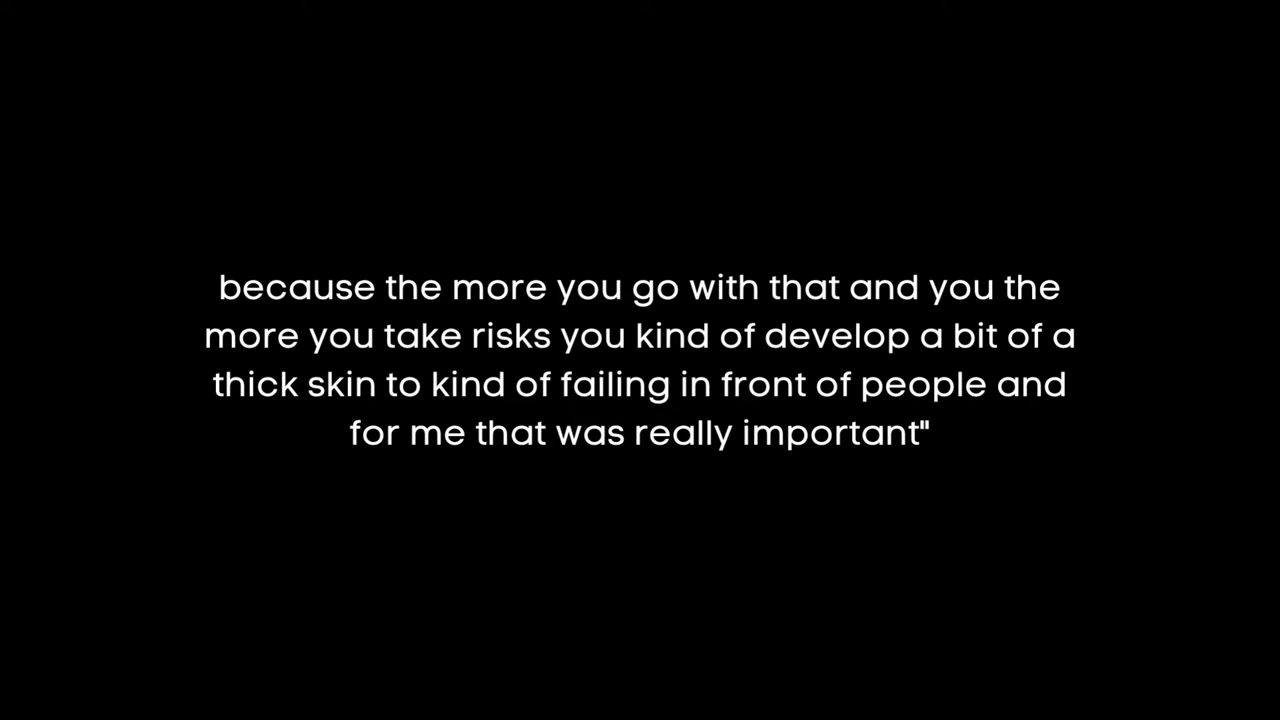 because the more you go with that and you the
more you take risks you kind of develop a bit of a
thick skin to kind of failing in front of people and
for me that was really important"